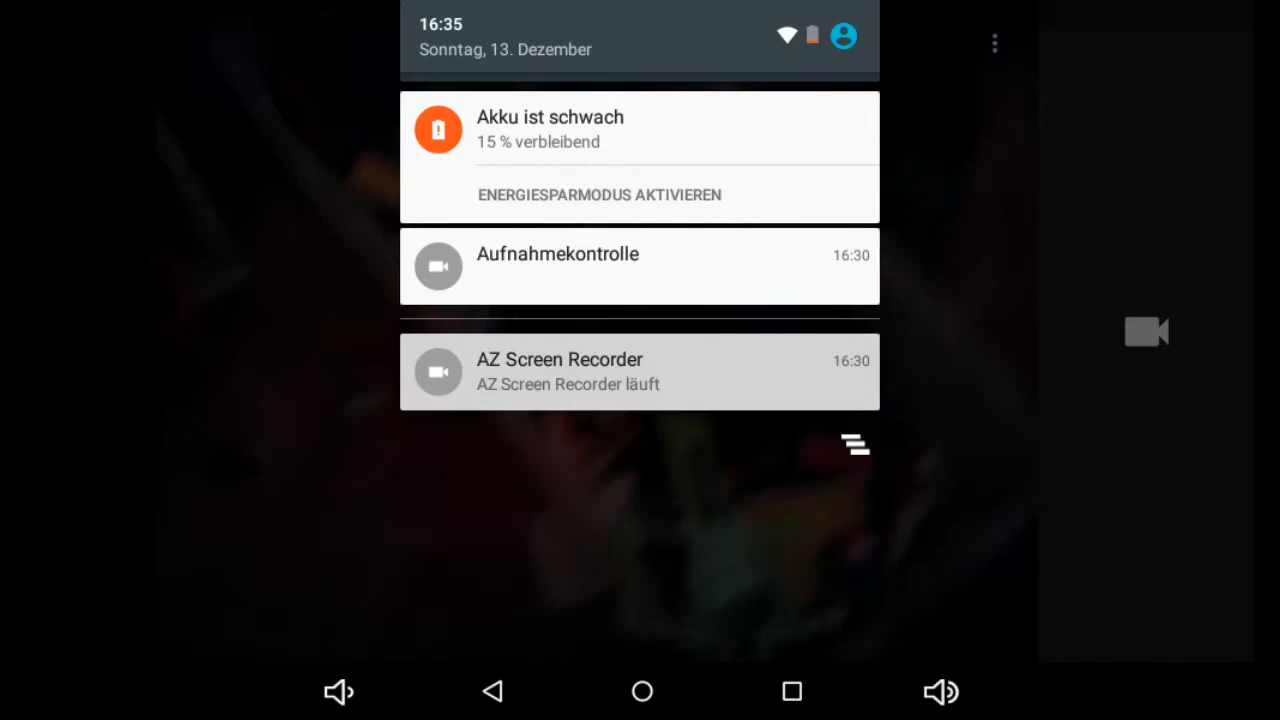 16:35
Sonntag, 13. Dezember
Akku ist schwach
15 % verbleibend
ENERGIESPARMODUS AKTIVIEREN
Aufnahmekontrolle 16:30
AZ Screen Recorder 16:30
AZ Screen Recorder läuft